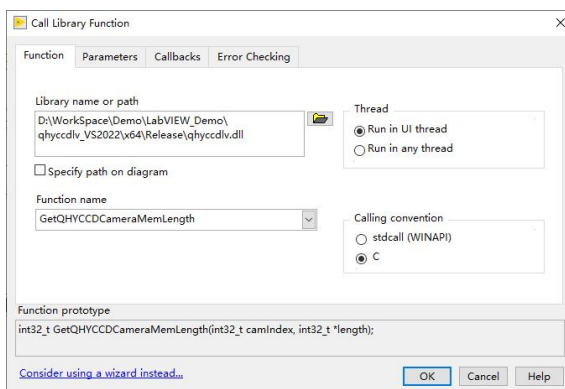 Call Library Function
Function
Parameters
Callbacks
Error Checking
Library name or path
D:\WorkSpace\Demo\LabVIEW_Demo\
qhyccdlv_VS2022\x64\Release\qhyccdlv.dll
Specify path on diagram
Function name
GetQHYCCDCameraMemLength
Thread
Run in UI thread
Run in any thread
Calling convention
stdcall (WINAPI)
C
Function prototype
int32_t GetQHYCCDCameraMemLength(int32_t camIndex, int32_t *length);
Consider using a wizard instead...
OK
Cancel
Help